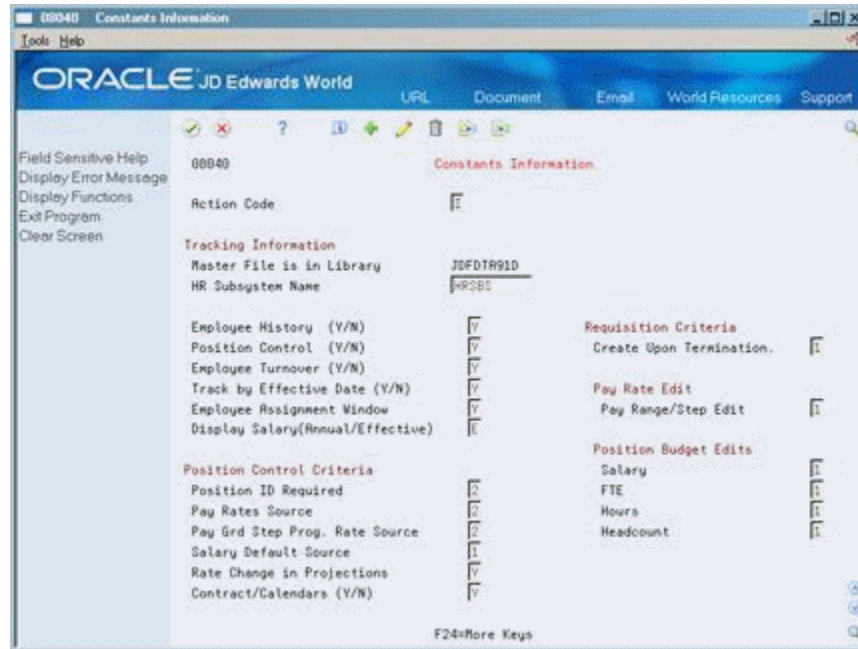 08040 Constants Information
Tools Help
ORACLE JD Edwards World
URL Document Email World Resources Support
Field Sensitive Help
Display Error Message
Display Functions
Exit Program
Clear Screen
08040 Constants Information
Action Code I
Tracking Information
Master File is in Library JDFDTA91D
HR Subsystem Name HRSBS
Employee History (Y/N) Y Requisition Criteria
Position Control (Y/N) Y Create Upon Termination. 1
Employee Turnover (Y/N) Y
Track by Effective Date (Y/N) Y Pay Rate Edit
Employee Assignment Window Y Pay Range/Step Edit 1
Display Salary(Annual/Effective) E
Position Budget Edits
Position Control Criteria Salary 1
Position ID Required 2 FTE 1
Pay Rates Source 2 Hours 1
Pay Grd Step Prog. Rate Source 2 Headcount 1
Salary Default Source 1
Rate Change in Projections Y
Contract/Calendars (Y/N) Y
F24=More Keys